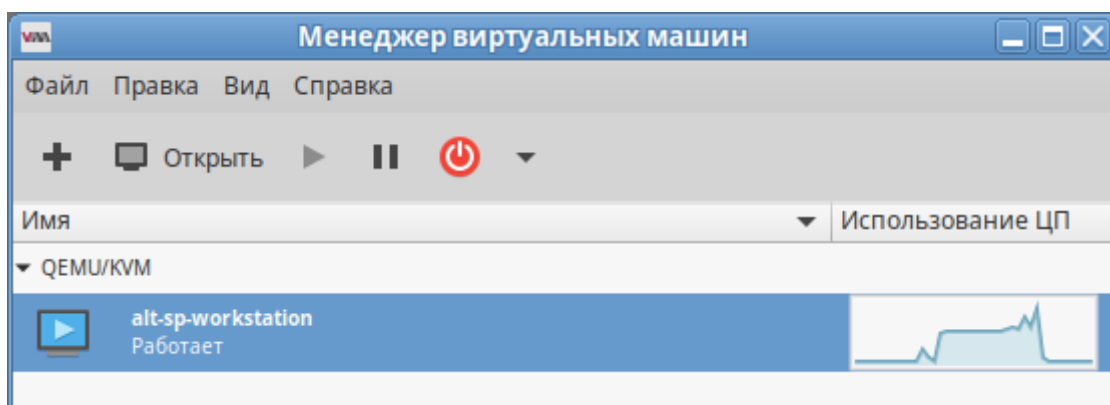 Менеджер виртуальных машин
Файл Правка Вид Справка
Открыть
Имя Использование ЦП
QEMU/KVM
alt-sp-workstation
Работает